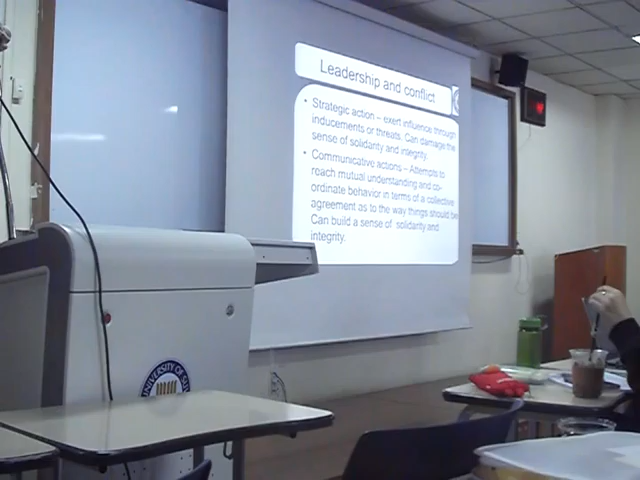 Leadership and conflict
• Strategic action – exert influence through
inducements or threats. Can damage the
sense of solidarity and integrity.
• Communicative actions – Attempts to
reach mutual understanding and co-
ordinate behavior in terms of a collective
agreement as to the way things should be.
Can build a sense of solidarity and
integrity.
UNIVERSITY OF